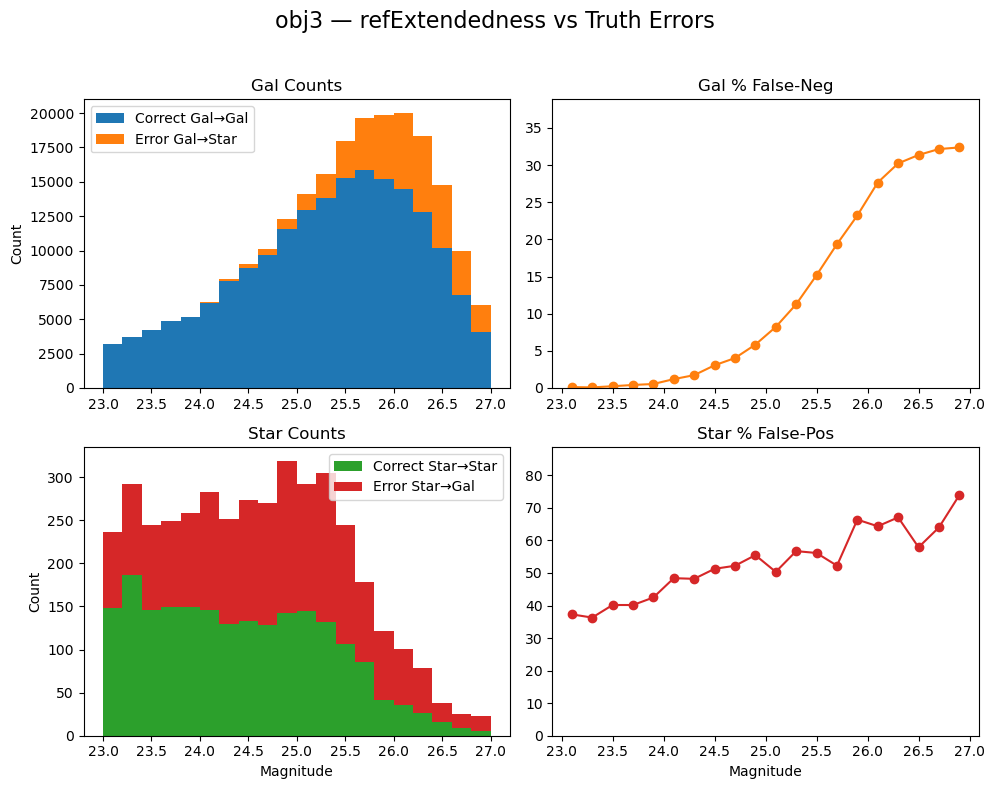 obj3 — refExtendedness vs Truth Errors
Gal Counts
Correct Gal→Gal
Error Gal→Star
Count
20000
17500
15000
12500
10000
7500
5000
2500
0
23.0 23.5 24.0 24.5 25.0 25.5 26.0 26.5 27.0
Gal % False-Neg
35
30
25
20
15
10
5
0
23.0 23.5 24.0 24.5 25.0 25.5 26.0 26.5 27.0
Star Counts
Correct Star→Star
Error Star→Gal
Count
300
250
200
150
100
50
0
23.0 23.5 24.0 24.5 25.0 25.5 26.0 26.5 27.0
Magnitude
Star % False-Pos
80
70
60
50
40
30
20
10
0
23.0 23.5 24.0 24.5 25.0 25.5 26.0 26.5 27.0
Magnitude